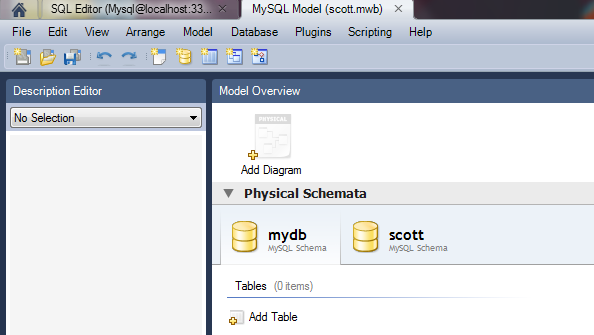 SQL Editor (Mysql@localhost:33...
MySQL Model (scott.mwb)
File Edit View Arrange Model Database Plugins Scripting Help
Description Editor
No Selection
Model Overview
PHYSICAL
Add Diagram
Physical Schemata
mydb
MySQL Schema
scott
MySQL Schema
Tables (0 items)
Add Table